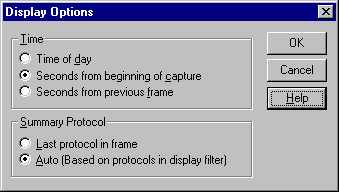 Display Options
Time
Time of day
Seconds from beginning of capture
Seconds from previous frame
Summary Protocol
Last protocol in frame
Auto (Based on protocols in display filter)
OK
Cancel
Help